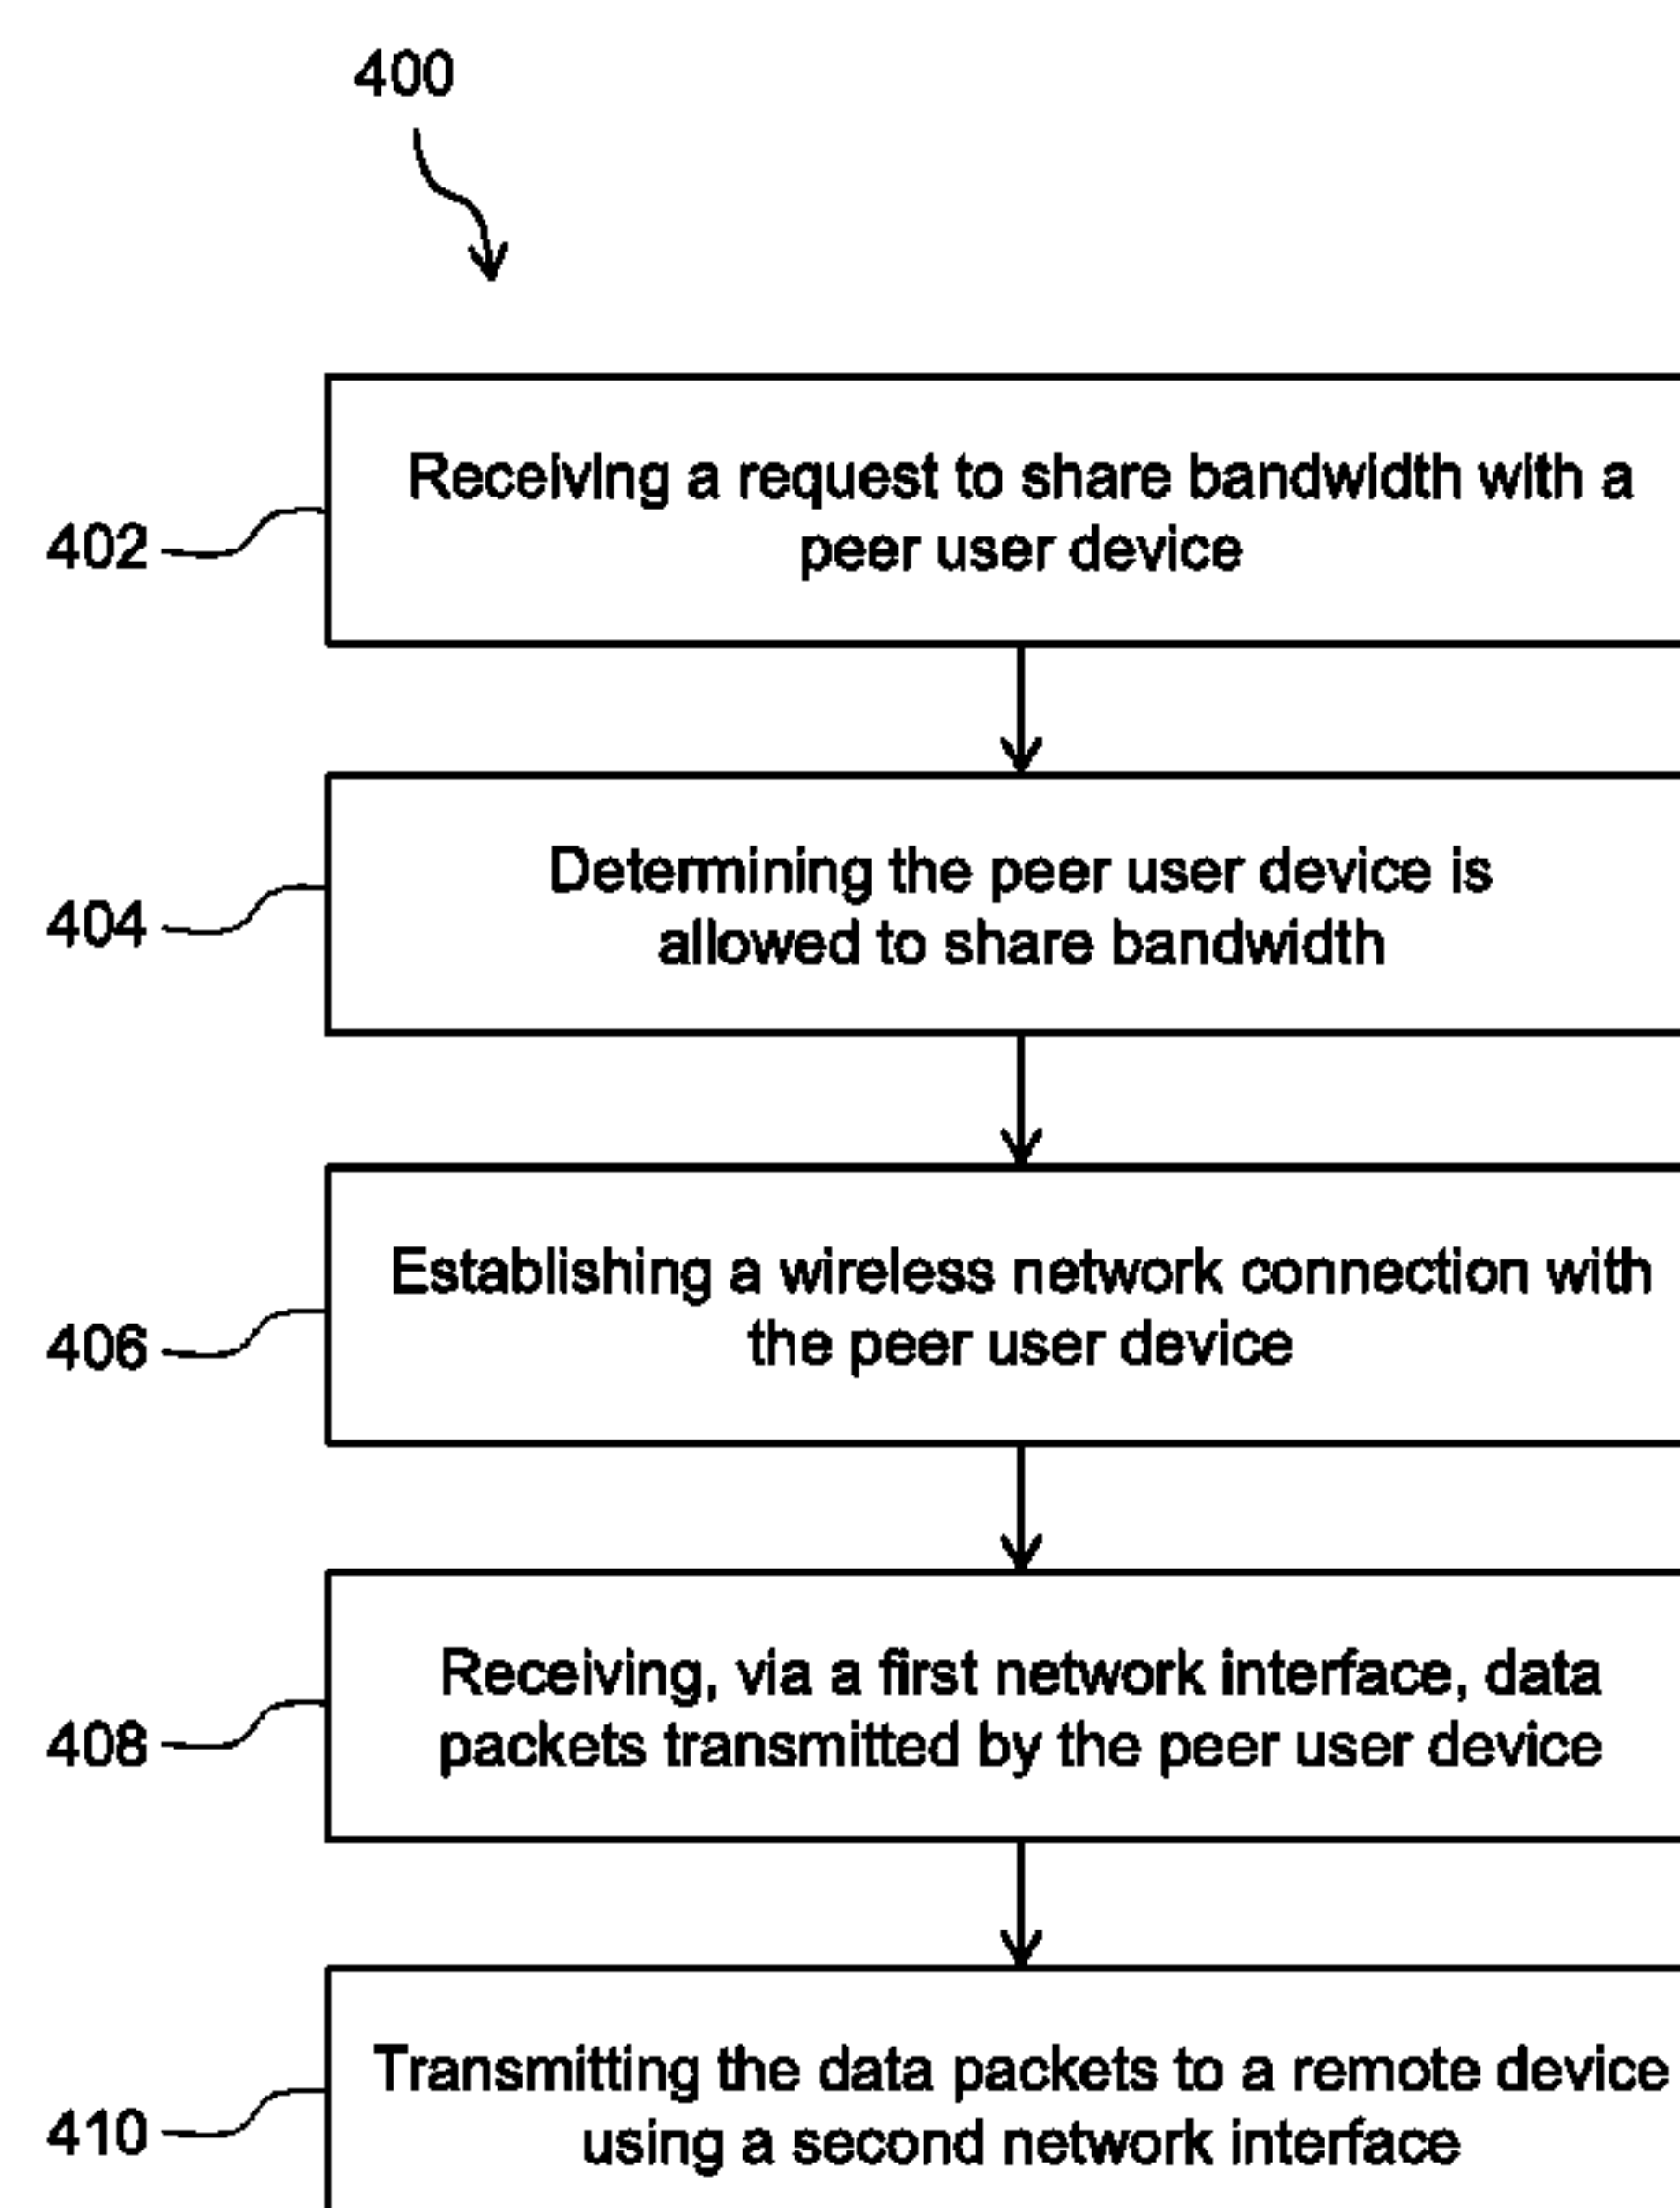 400
Receiving a request to share bandwidth with a
peer user device
402
Determining the peer user device is
allowed to share bandwidth
404
Establishing a wireless network connection with
the peer user device
406
Receiving, via a first network interface, data
packets transmitted by the peer user device
408
Transmitting the data packets to a remote device
using a second network interface
410